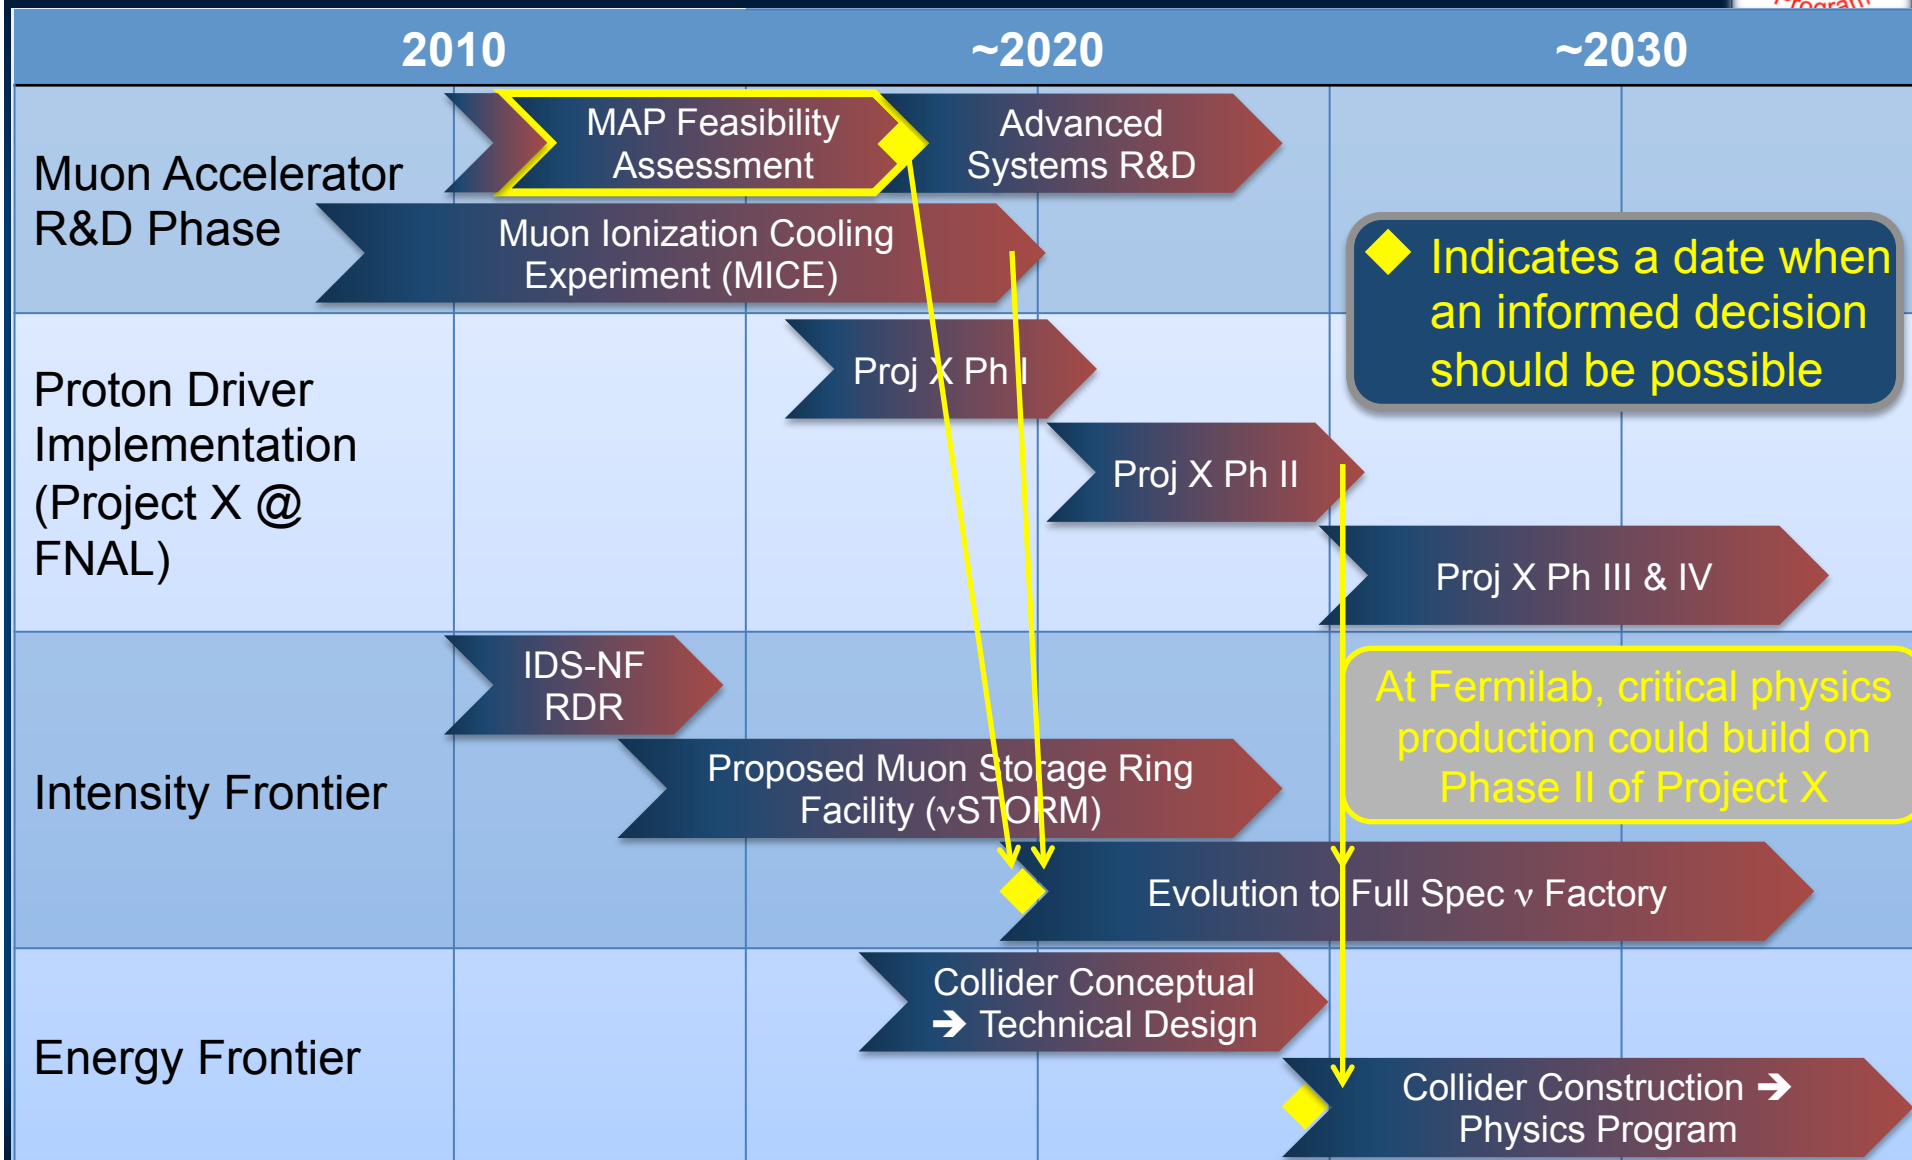 Program
2010
~2020
~2030
Muon Accelerator
R&D Phase
MAP Feasibility
Assessment
Advanced
Systems R&D
Muon Ionization Cooling
Experiment (MICE)
◆ Indicates a date when
an informed decision
should be possible
Proton Driver
Implementation
(Project X @
FNAL)
Proj X Ph I
Proj X Ph II
Proj X Ph III & IV
Intensity Frontier
IDS-NF
RDR
At Fermilab, critical physics
production could build on
Phase II of Project X
Proposed Muon Storage Ring
Facility (νSTORM)
Evolution to Full Spec ν Factory
Energy Frontier
Collider Conceptual
➔ Technical Design
Collider Construction ➔
Physics Program